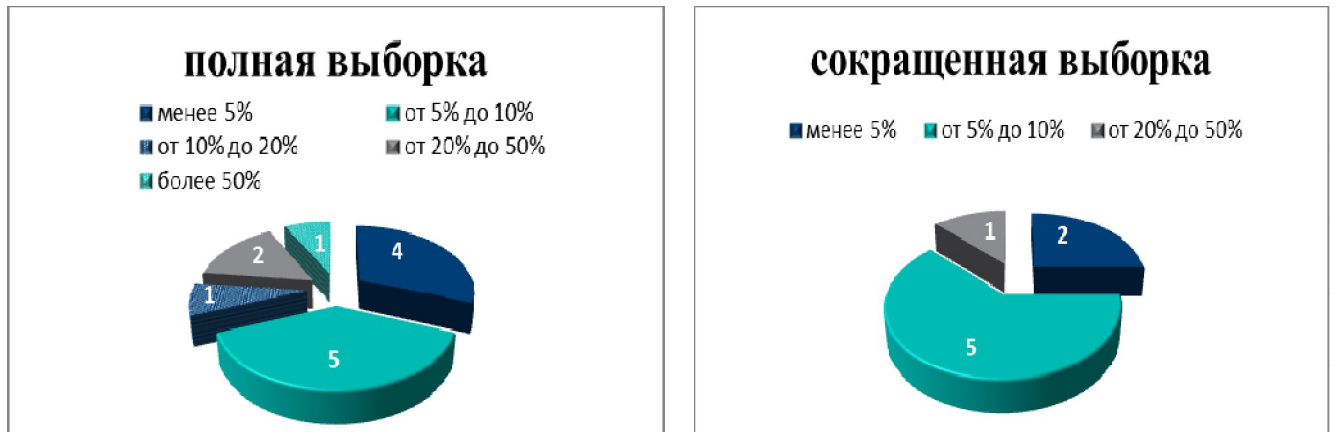 полная выборка
менее 5% от 5% до 10%
от 10% до 20% от 20% до 50%
более 50%
1
2
4
1
5
сокращенная выборка
менее 5% от 5% до 10% от 20% до 50%
1
2
5